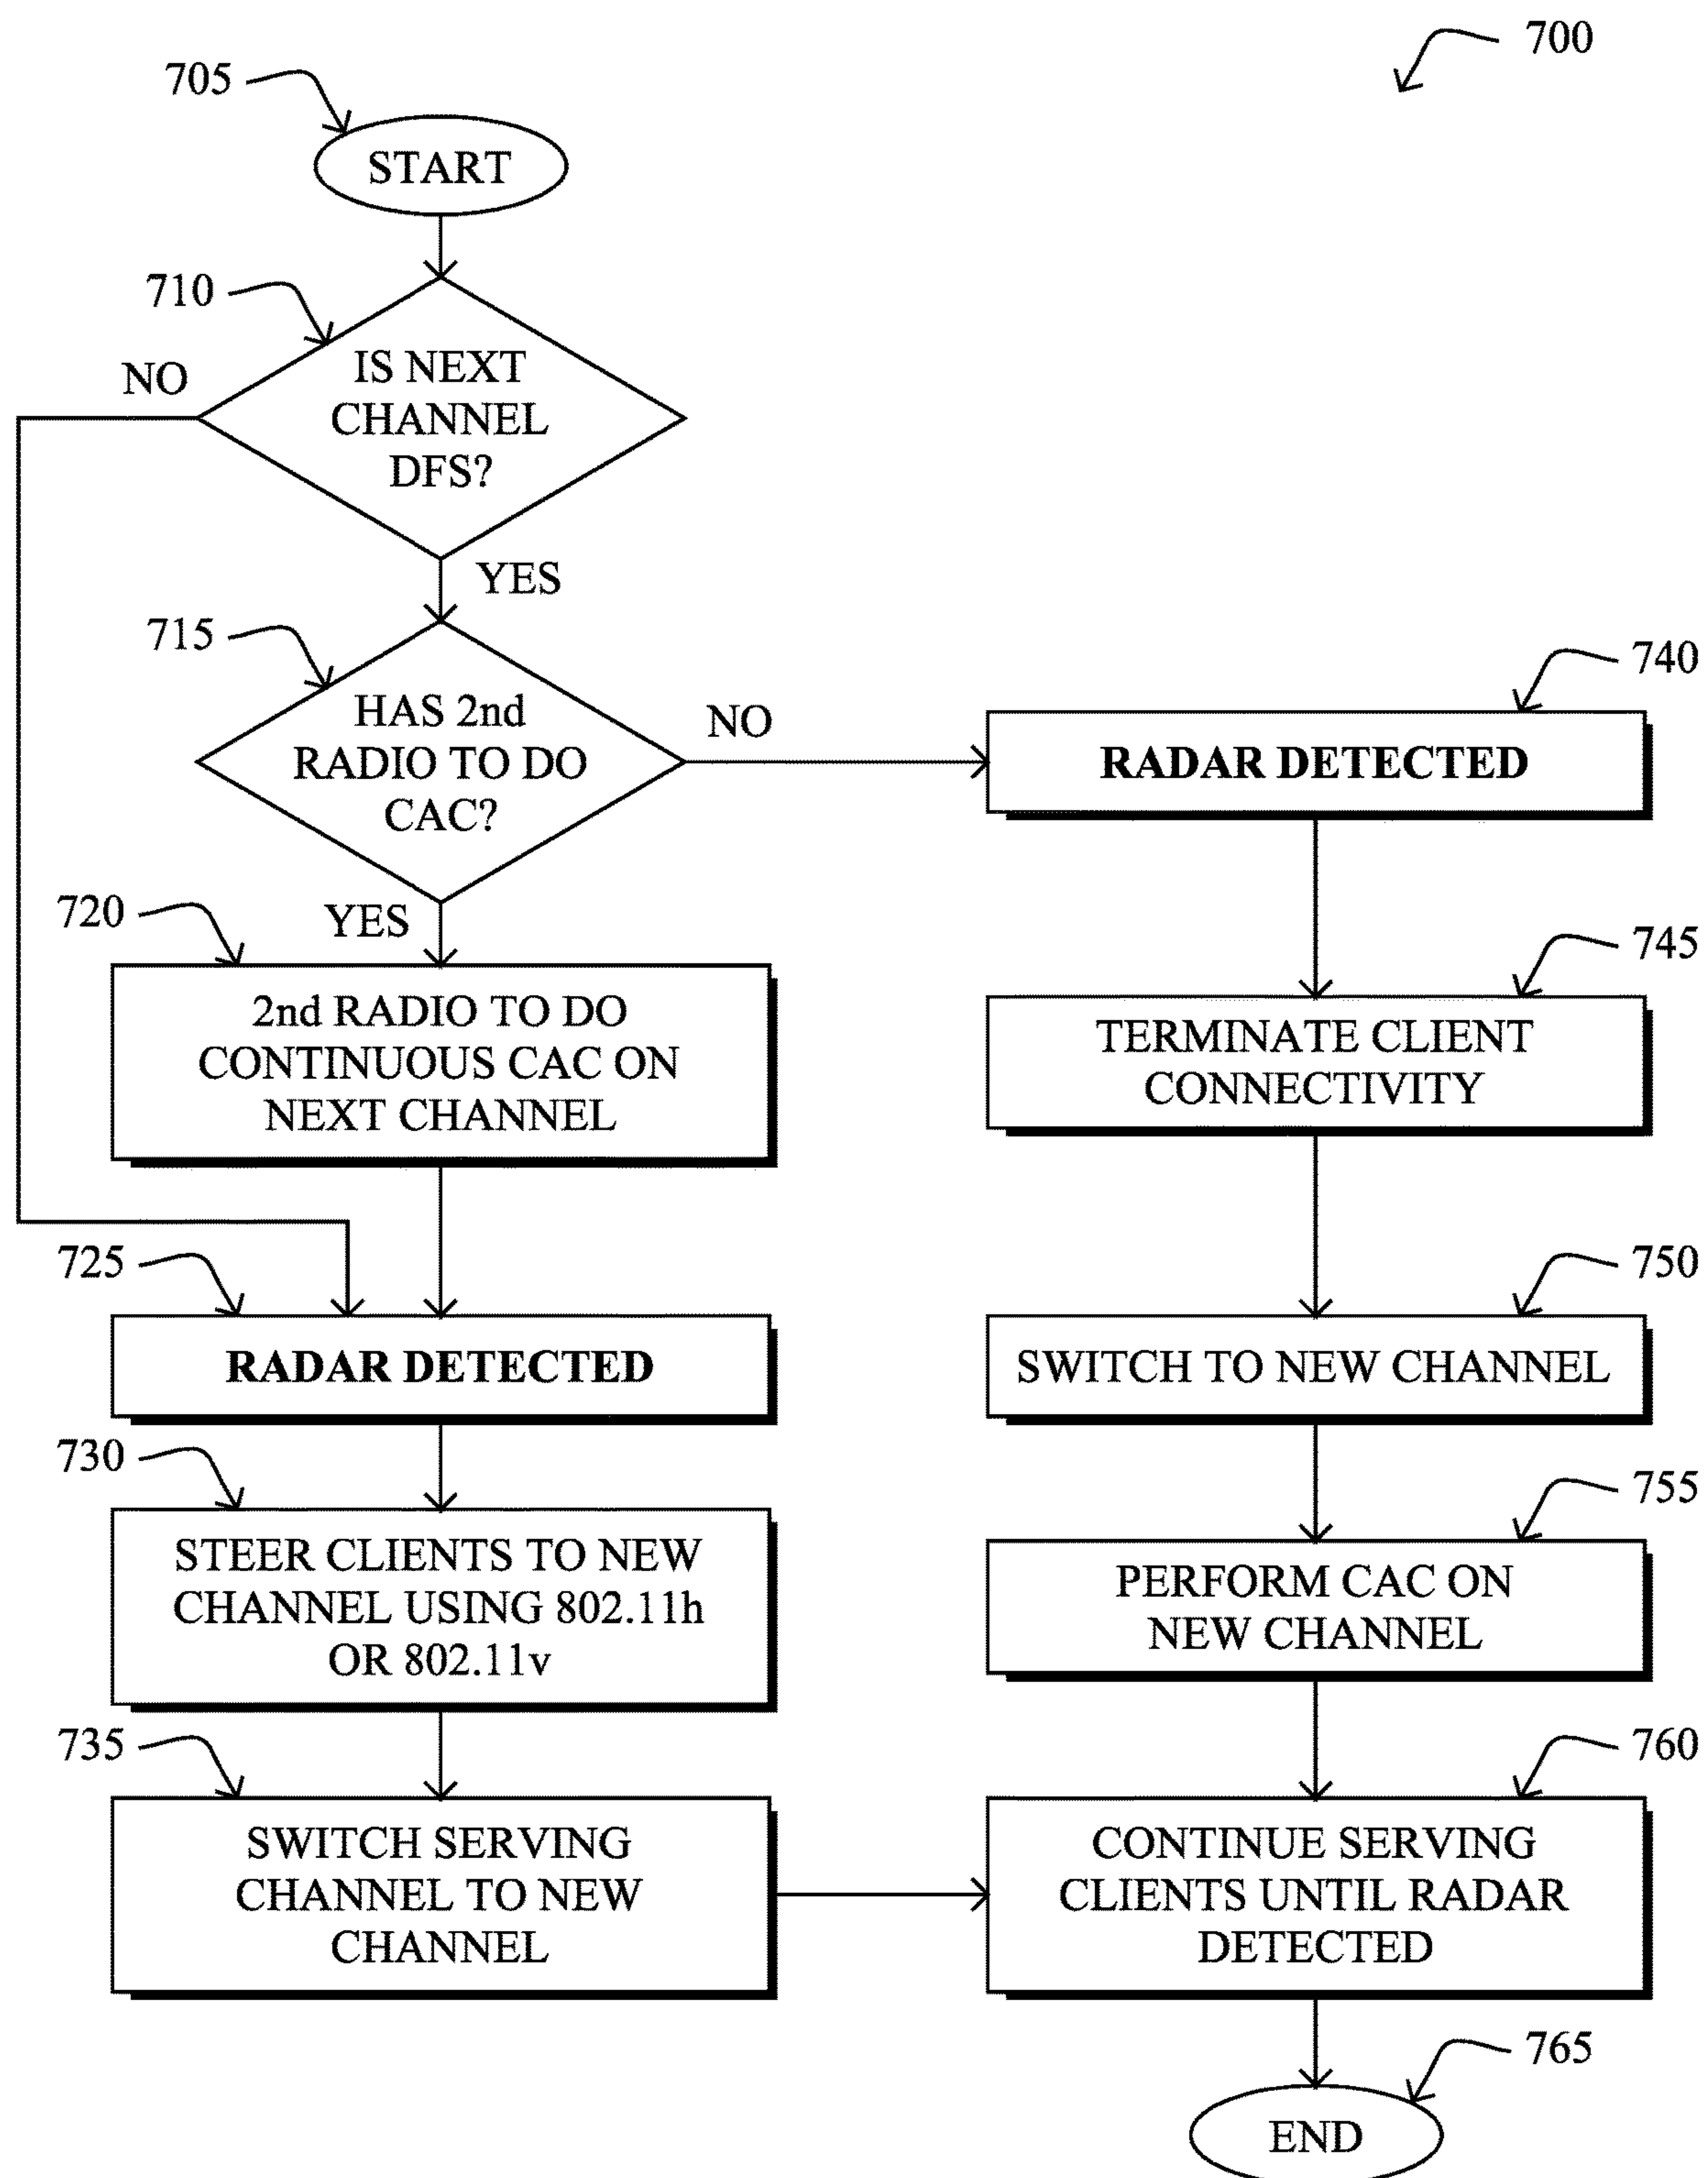 700
705
START
710
NO
IS NEXT
CHANNEL
DFS?
YES
715
HAS 2nd
RADIO TO DO
CAC?
NO
740
RADAR DETECTED
YES
720
2nd RADIO TO DO
CONTINUOUS CAC ON
NEXT CHANNEL
745
TERMINATE CLIENT
CONNECTIVITY
725
RADAR DETECTED
750
SWITCH TO NEW CHANNEL
730
STEER CLIENTS TO NEW
CHANNEL USING 802.11h
OR 802.11v
755
PERFORM CAC ON
NEW CHANNEL
735
SWITCH SERVING
CHANNEL TO NEW
CHANNEL
760
CONTINUE SERVING
CLIENTS UNTIL RADAR
DETECTED
765
END